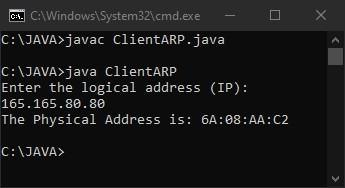 C:\Windows\System32\cmd.exe
C:\JAVA>javac ClientARP.java
C:\JAVA>java ClientARP
Enter the logical address (IP):
165.165.80.80
The Physical Address is: 6A:08:AA:C2
C:\JAVA>